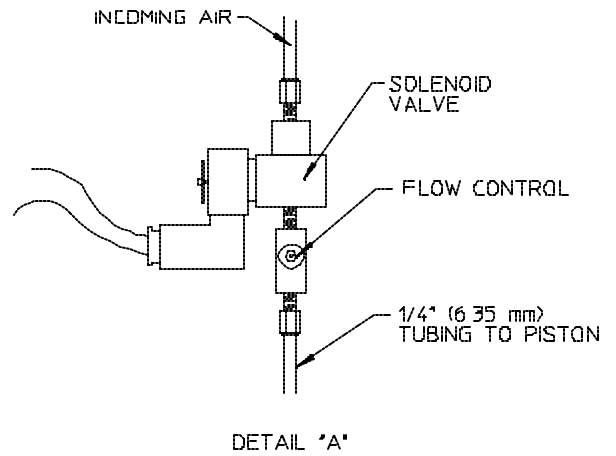 INCOMING AIR
SOLENOID
VALVE
FLOW CONTROL
1/4" (6 35 mm)
TUBING TO PISTON
DETAIL "A"